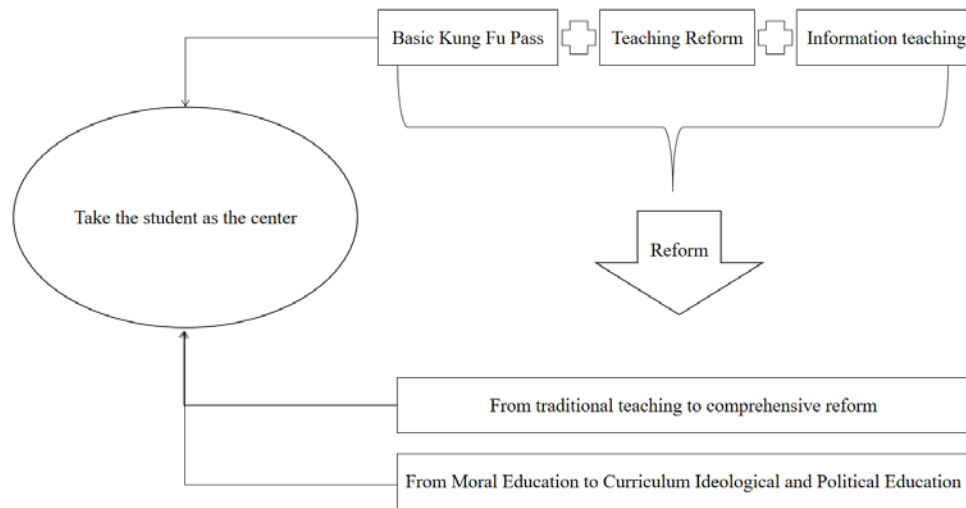 Basic Kung Fu Pass
Teaching Reform
Information teaching
Take the student as the center
Reform
From traditional teaching to comprehensive reform
From Moral Education to Curriculum Ideological and Political Education